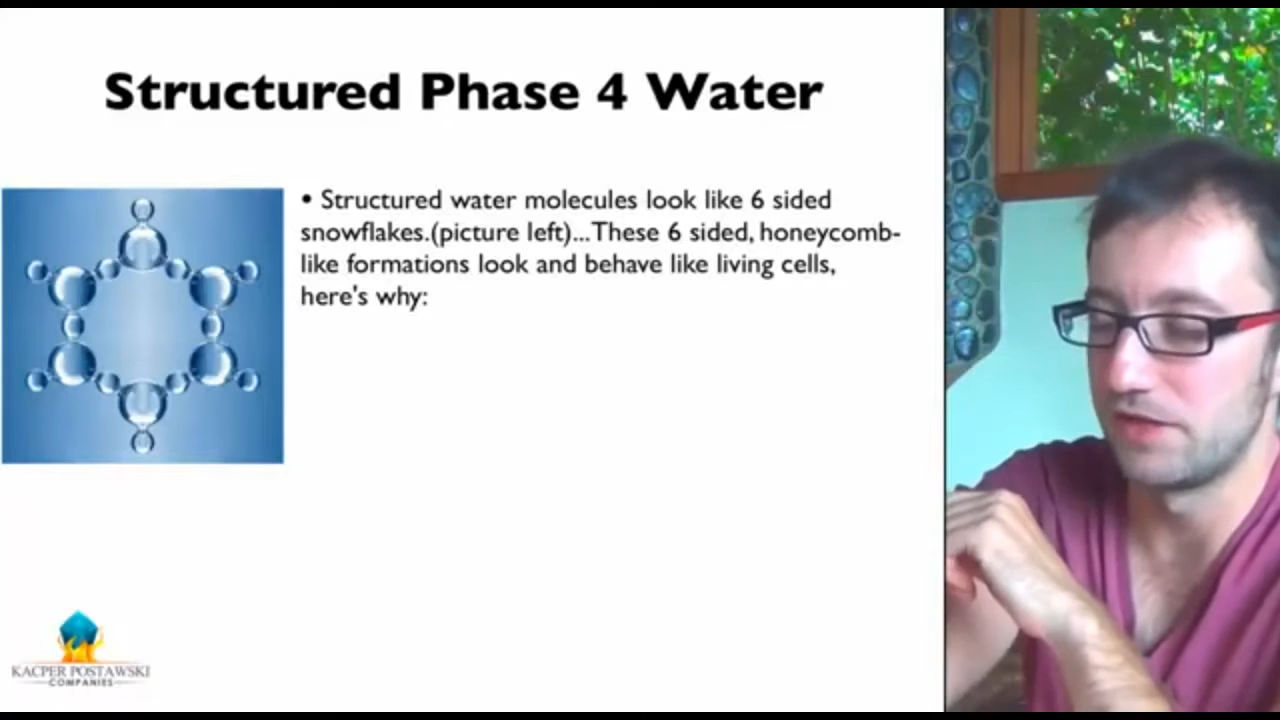 Structured Phase 4 Water
• Structured water molecules look like 6 sided
snowflakes.(picture left)...These 6 sided, honeycomb-
like formations look and behave like living cells,
here's why:
KACPER POSTAWSKI
COMPANIES